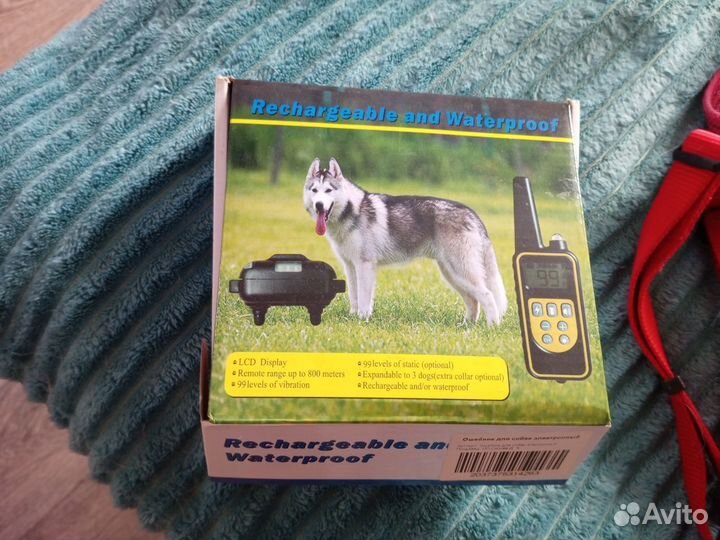 Rechargeable and Waterproof
99
LCD Display
Remote range up to 800 meters
99 levels of vibration
99 levels of static (optional)
Expandable to 3 dogs(extra collar optional)
Rechargeable and/or waterproof
Rechargeable and
Waterproof
Ошейник для собак электронный
2037375314263
Avito